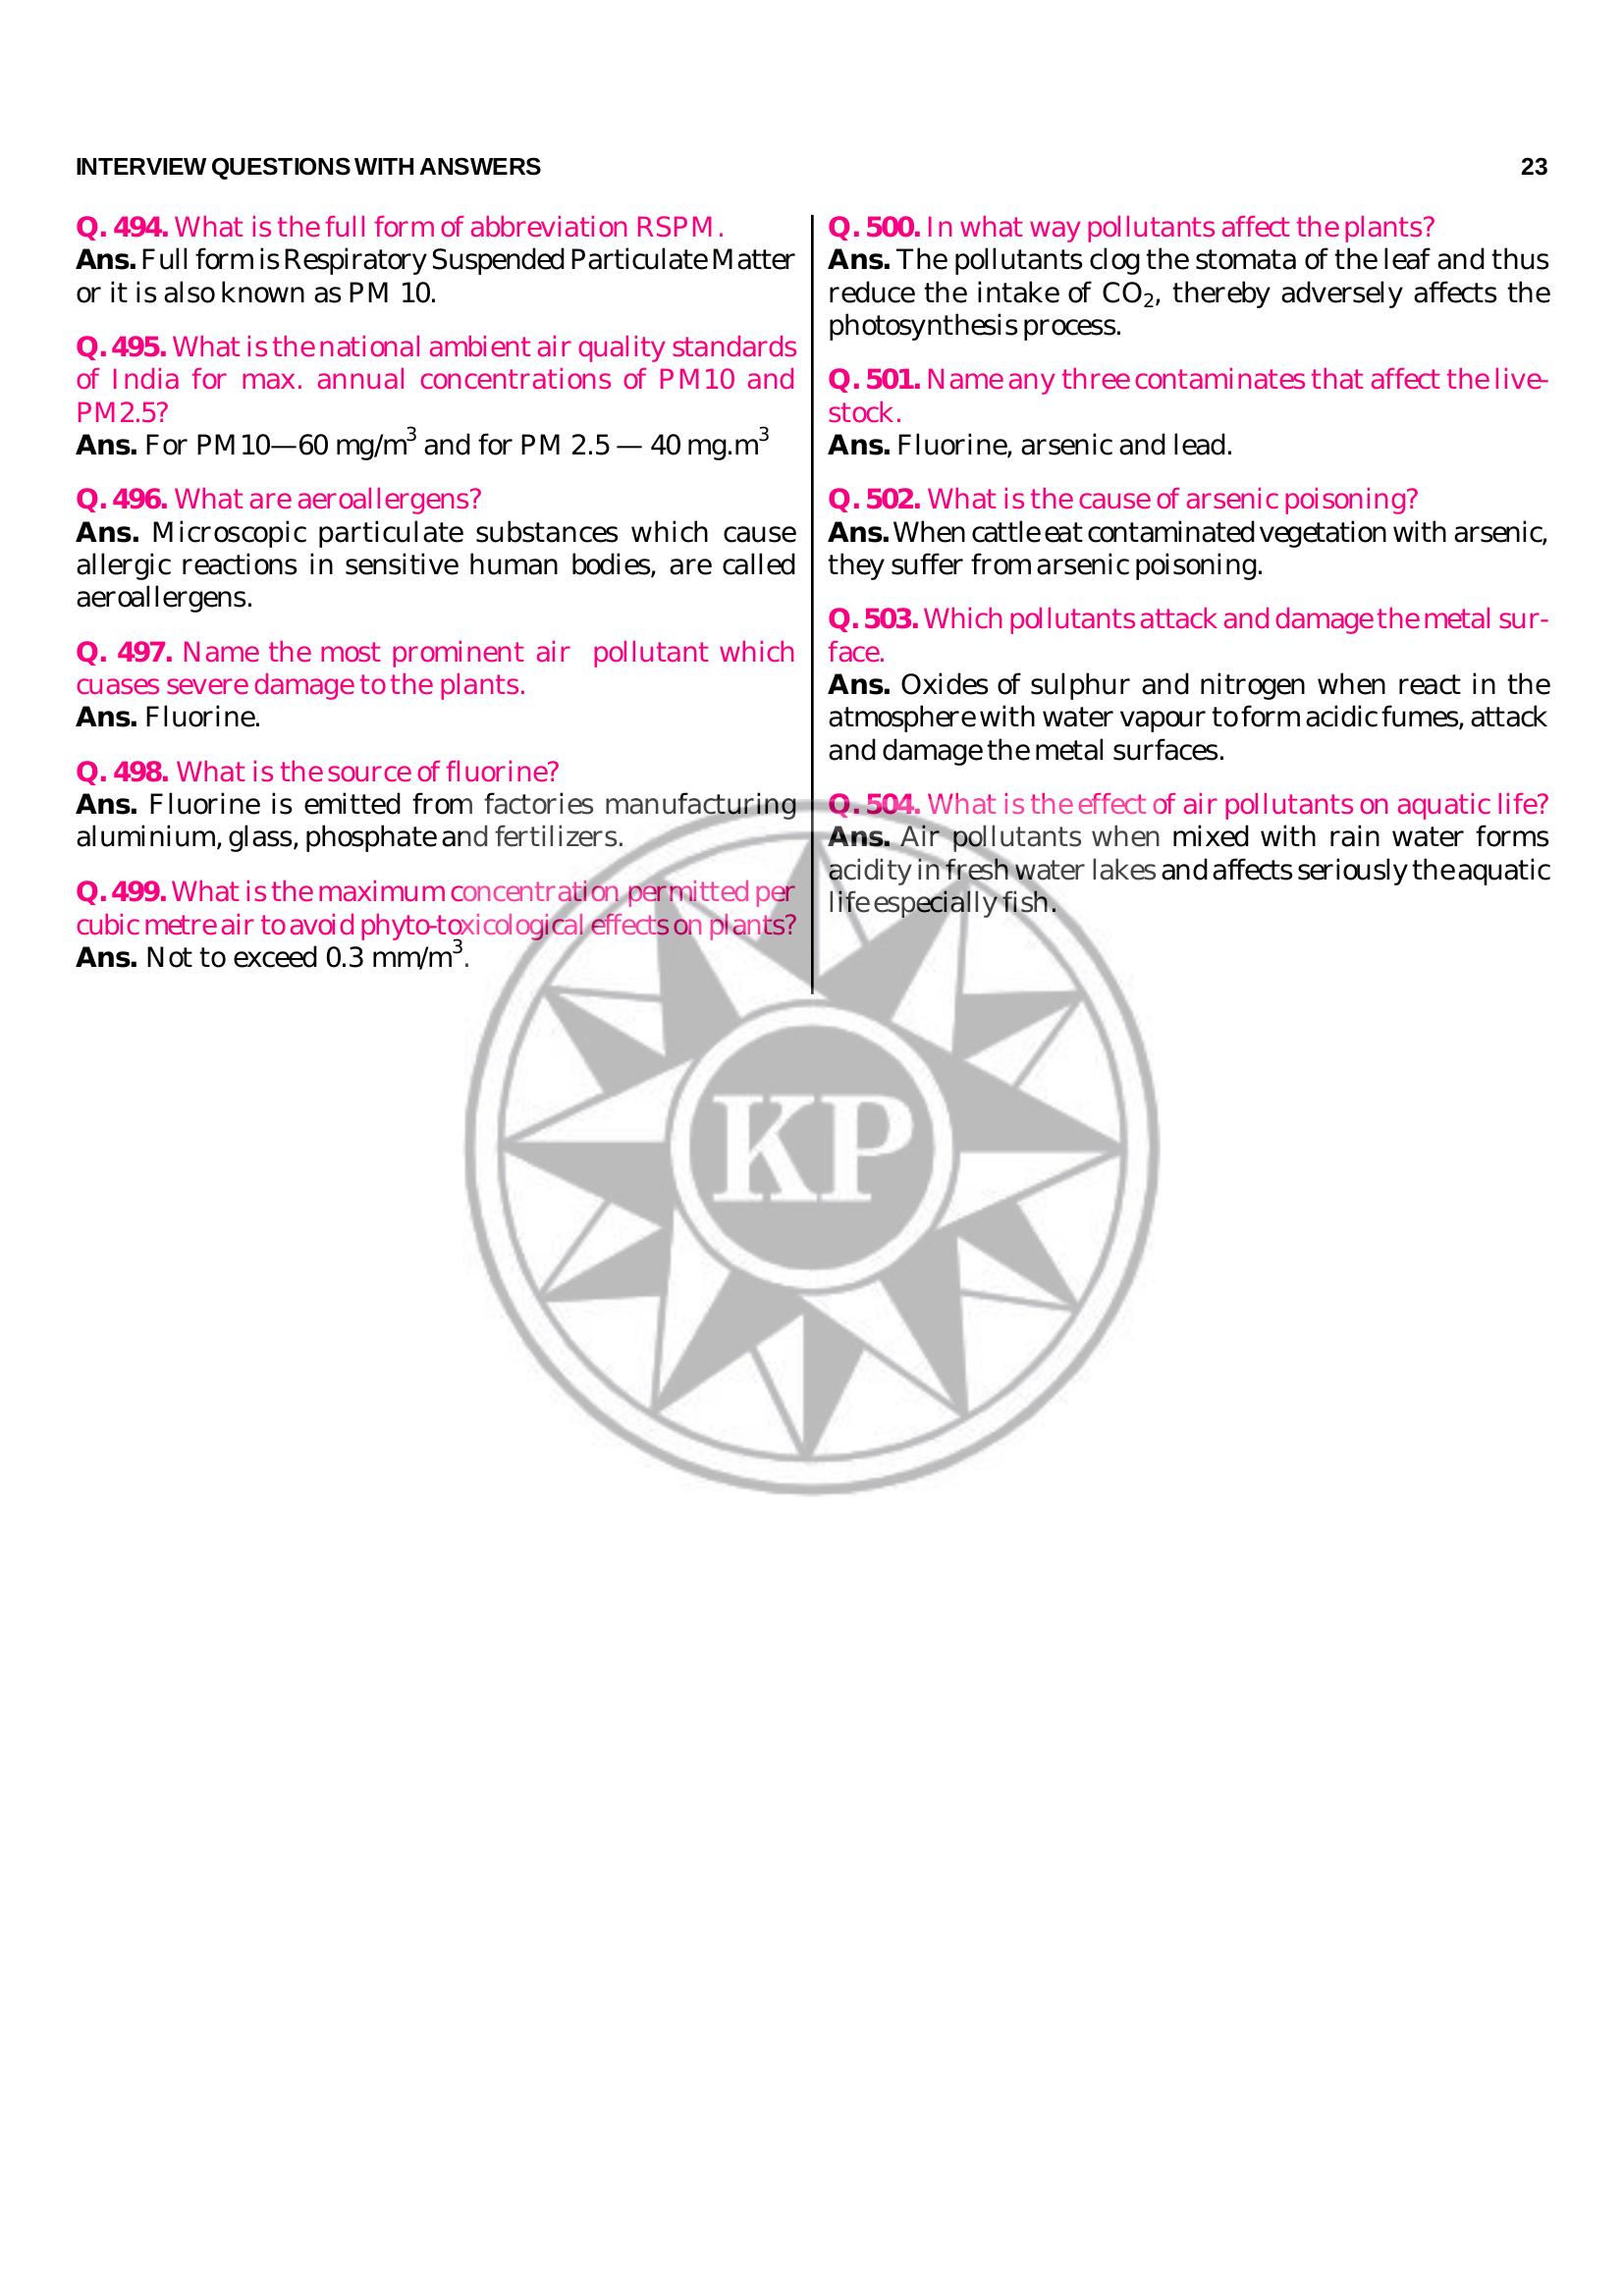 INTERVIEW QUESTIONS WITH ANSWERS 23
Q. 494. What is the full form of abbreviation RSPM.
Ans. Full form is Respiratory Suspended Particulate Matter
or it is also known as PM 10.
Q. 495. What is the national ambient air quality standards
of India for max. annual concentrations of PM10 and
PM2.5?
Ans. For PM10—60 mg/m³ and for PM 2.5 — 40 mg.m³
Q. 496. What are aeroallergens?
Ans. Microscopic particulate substances which cause
allergic reactions in sensitive human bodies, are called
aeroallergens.
Q. 497. Name the most prominent air pollutant which
cuases severe damage to the plants.
Ans. Fluorine.
Q. 498. What is the source of fluorine?
Ans. Fluorine is emitted from factories manufacturing
aluminium, glass, phosphate and fertilizers.
Q. 499. What is the maximum concentration permitted per
cubic metre air to avoid phyto-toxicological effects on plants?
Ans. Not to exceed 0.3 mm/m³.
Q. 500. In what way pollutants affect the plants?
Ans. The pollutants clog the stomata of the leaf and thus
reduce the intake of CO₂, thereby adversely affects the
photosynthesis process.
Q. 501. Name any three contaminates that affect the live-
stock.
Ans. Fluorine, arsenic and lead.
Q. 502. What is the cause of arsenic poisoning?
Ans. When cattle eat contaminated vegetation with arsenic,
they suffer from arsenic poisoning.
Q. 503. Which pollutants attack and damage the metal sur-
face.
Ans. Oxides of sulphur and nitrogen when react in the
atmosphere with water vapour to form acidic fumes, attack
and damage the metal surfaces.
Q. 504. What is the effect of air pollutants on aquatic life?
Ans. Air pollutants when mixed with rain water forms
acidity in fresh water lakes and affects seriously the aquatic
life especially fish.
KP